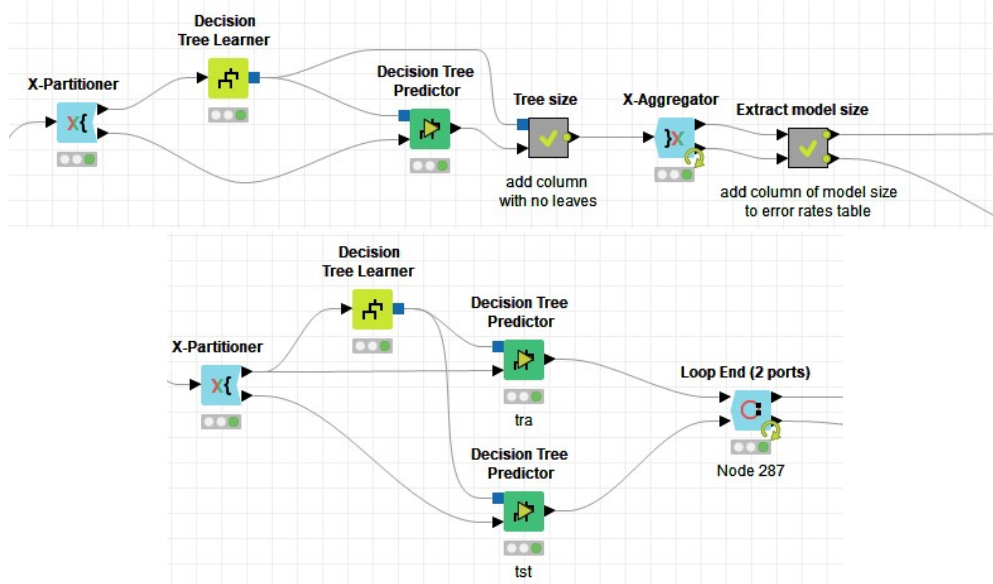 Decision
Tree Learner
X-Partitioner
Decision Tree
Predictor
Tree size
X-Aggregator
Extract model size
add column
with no leaves
add column of model size
to error rates table
Decision
Tree Learner
Decision Tree
Predictor
X-Partitioner
Loop End (2 ports)
tra
Decision Tree
Predictor
Node 287
tst